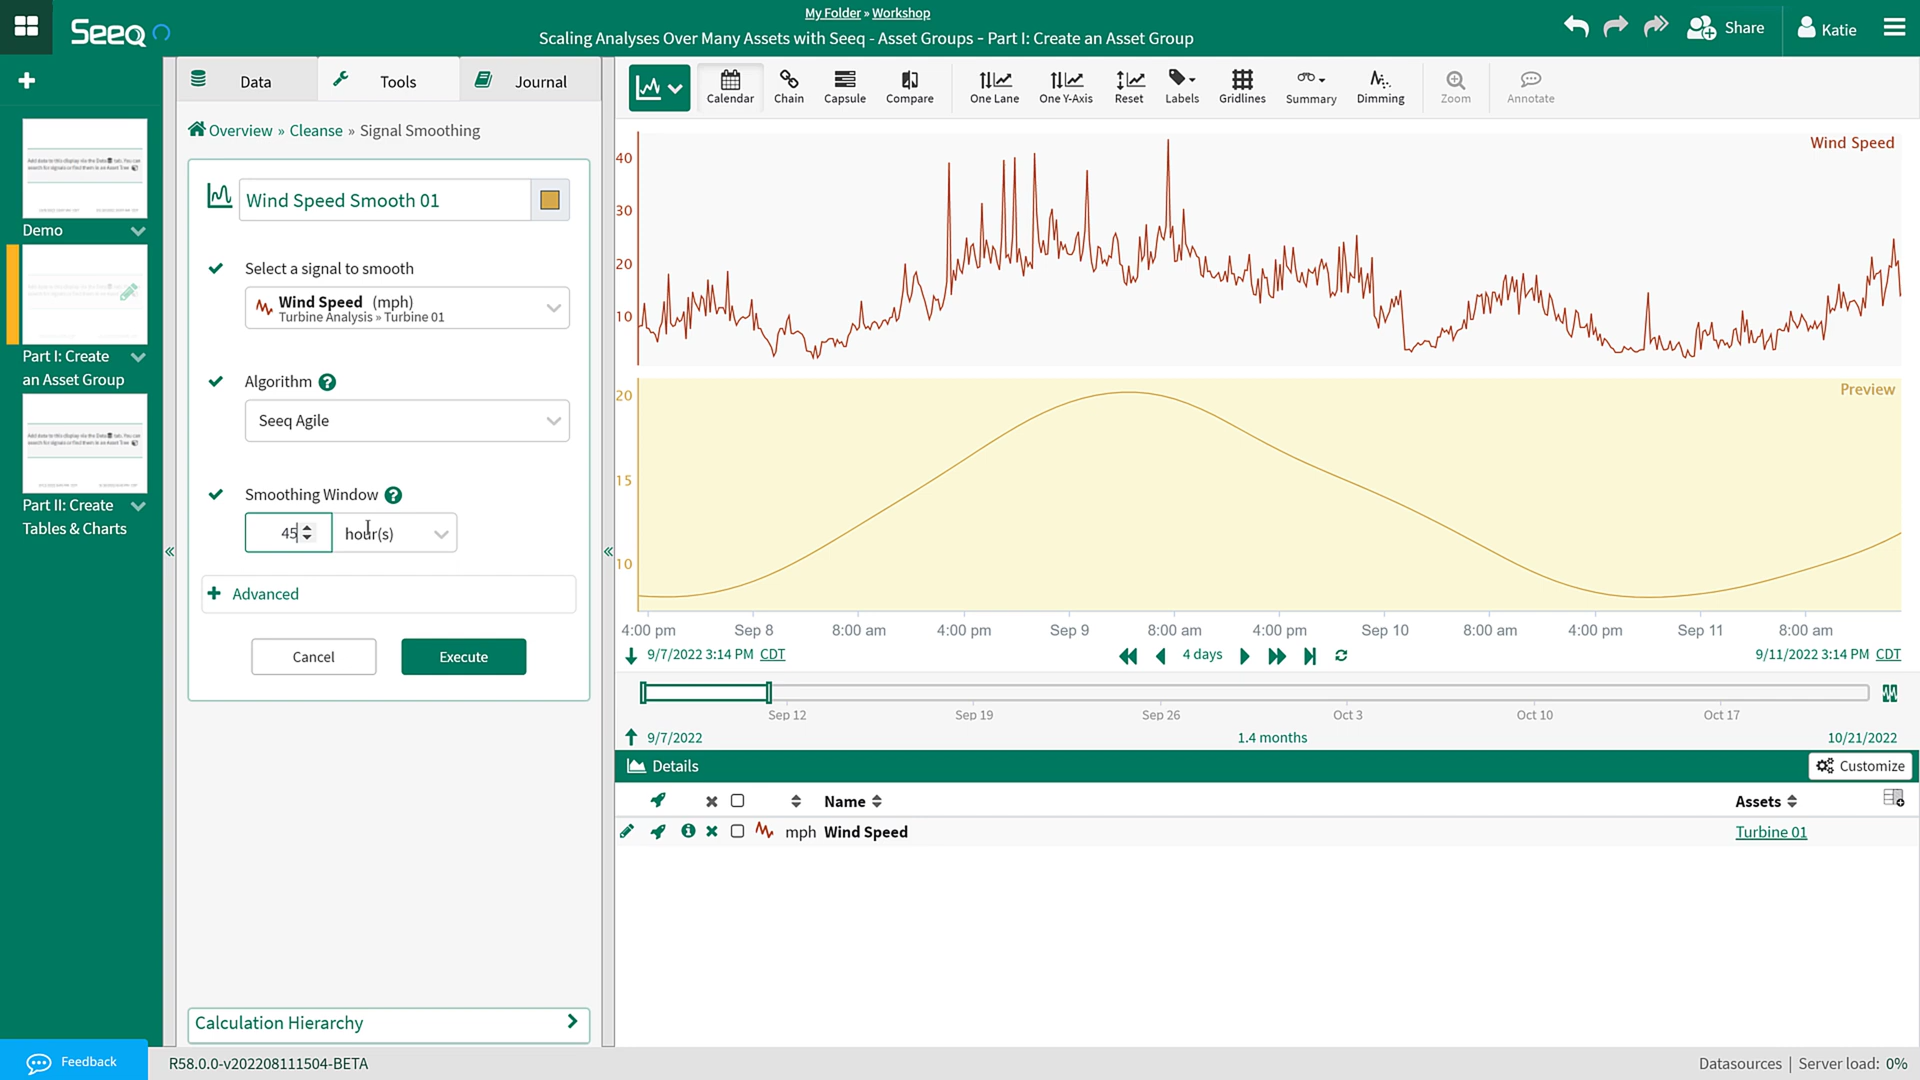 Seeq
My Folder » Workshop
Scaling Analyses Over Many Assets with Seeq - Asset Groups - Part I: Create an Asset Group
Share
Katie
Demo
Part I: Create
an Asset Group
Part II: Create
Tables & Charts
Data
Tools
Journal
Overview » Cleanse » Signal Smoothing
Wind Speed Smooth 01
Select a signal to smooth
Wind Speed (mph)
Turbine Analysis » Turbine 01
Algorithm
Seeq Agile
Smoothing Window
45
hour(s)
Advanced
Cancel
Execute
Calculation Hierarchy
Calendar
Chain
Capsule
Compare
One Lane
One Y-Axis
Reset
Labels
Gridlines
Summary
Dimming
Zoom
Annotate
Wind Speed
40
30
20
10
Preview
20
15
10
4:00 pm
Sep 8
8:00 am
4:00 pm
Sep 9
8:00 am
4:00 pm
Sep 10
8:00 am
4:00 pm
Sep 11
8:00 am
9/7/2022 3:14 PM CDT
4 days
9/11/2022 3:14 PM CDT
Sep 12
Sep 19
Sep 26
Oct 3
Oct 10
Oct 17
9/7/2022
1.4 months
10/21/2022
Details
Customize
Name
Assets
mph Wind Speed
Turbine 01
Feedback
R58.0.0-v202208111504-BETA
Datasources | Server load: 0%